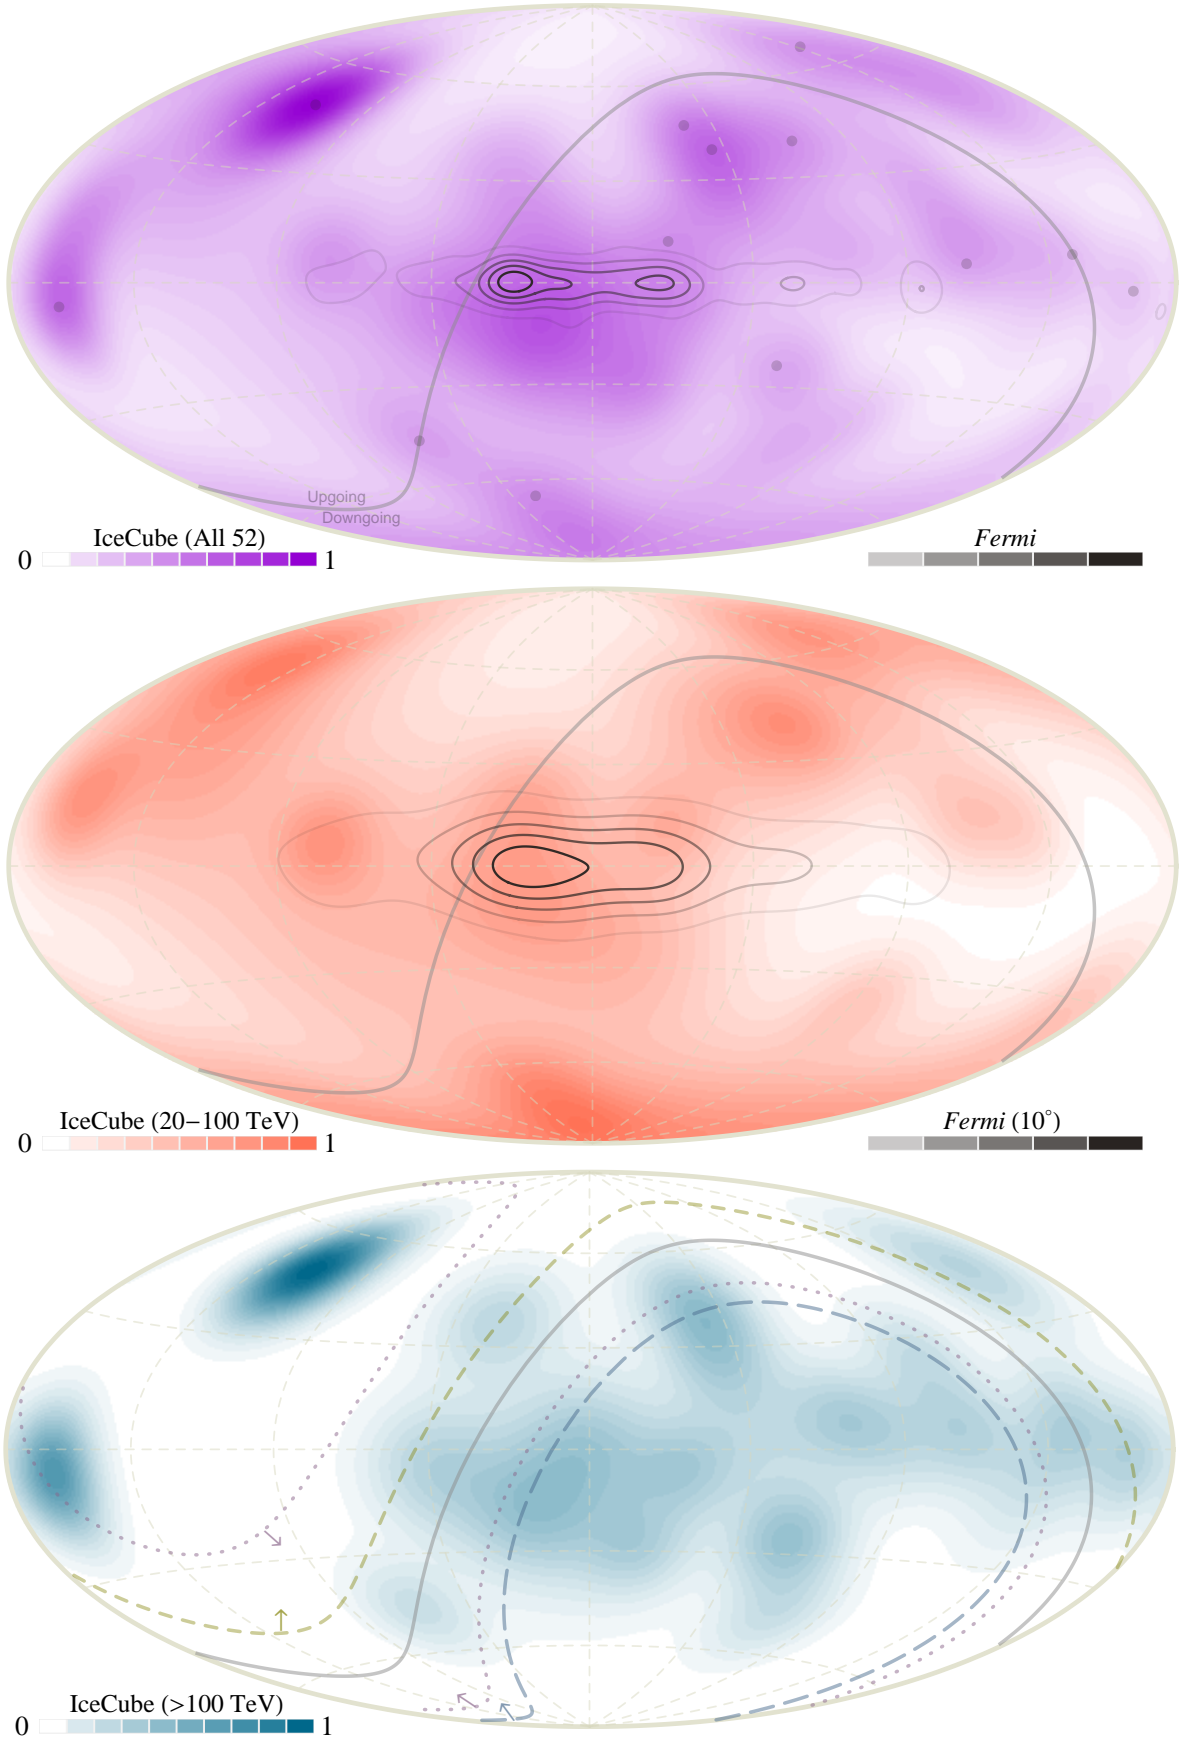 Upgoing
Downgoing
IceCube (All 52)
0 1
Fermi
IceCube (20−100 TeV)
0 1
Fermi (10°)
IceCube (>100 TeV)
0 1